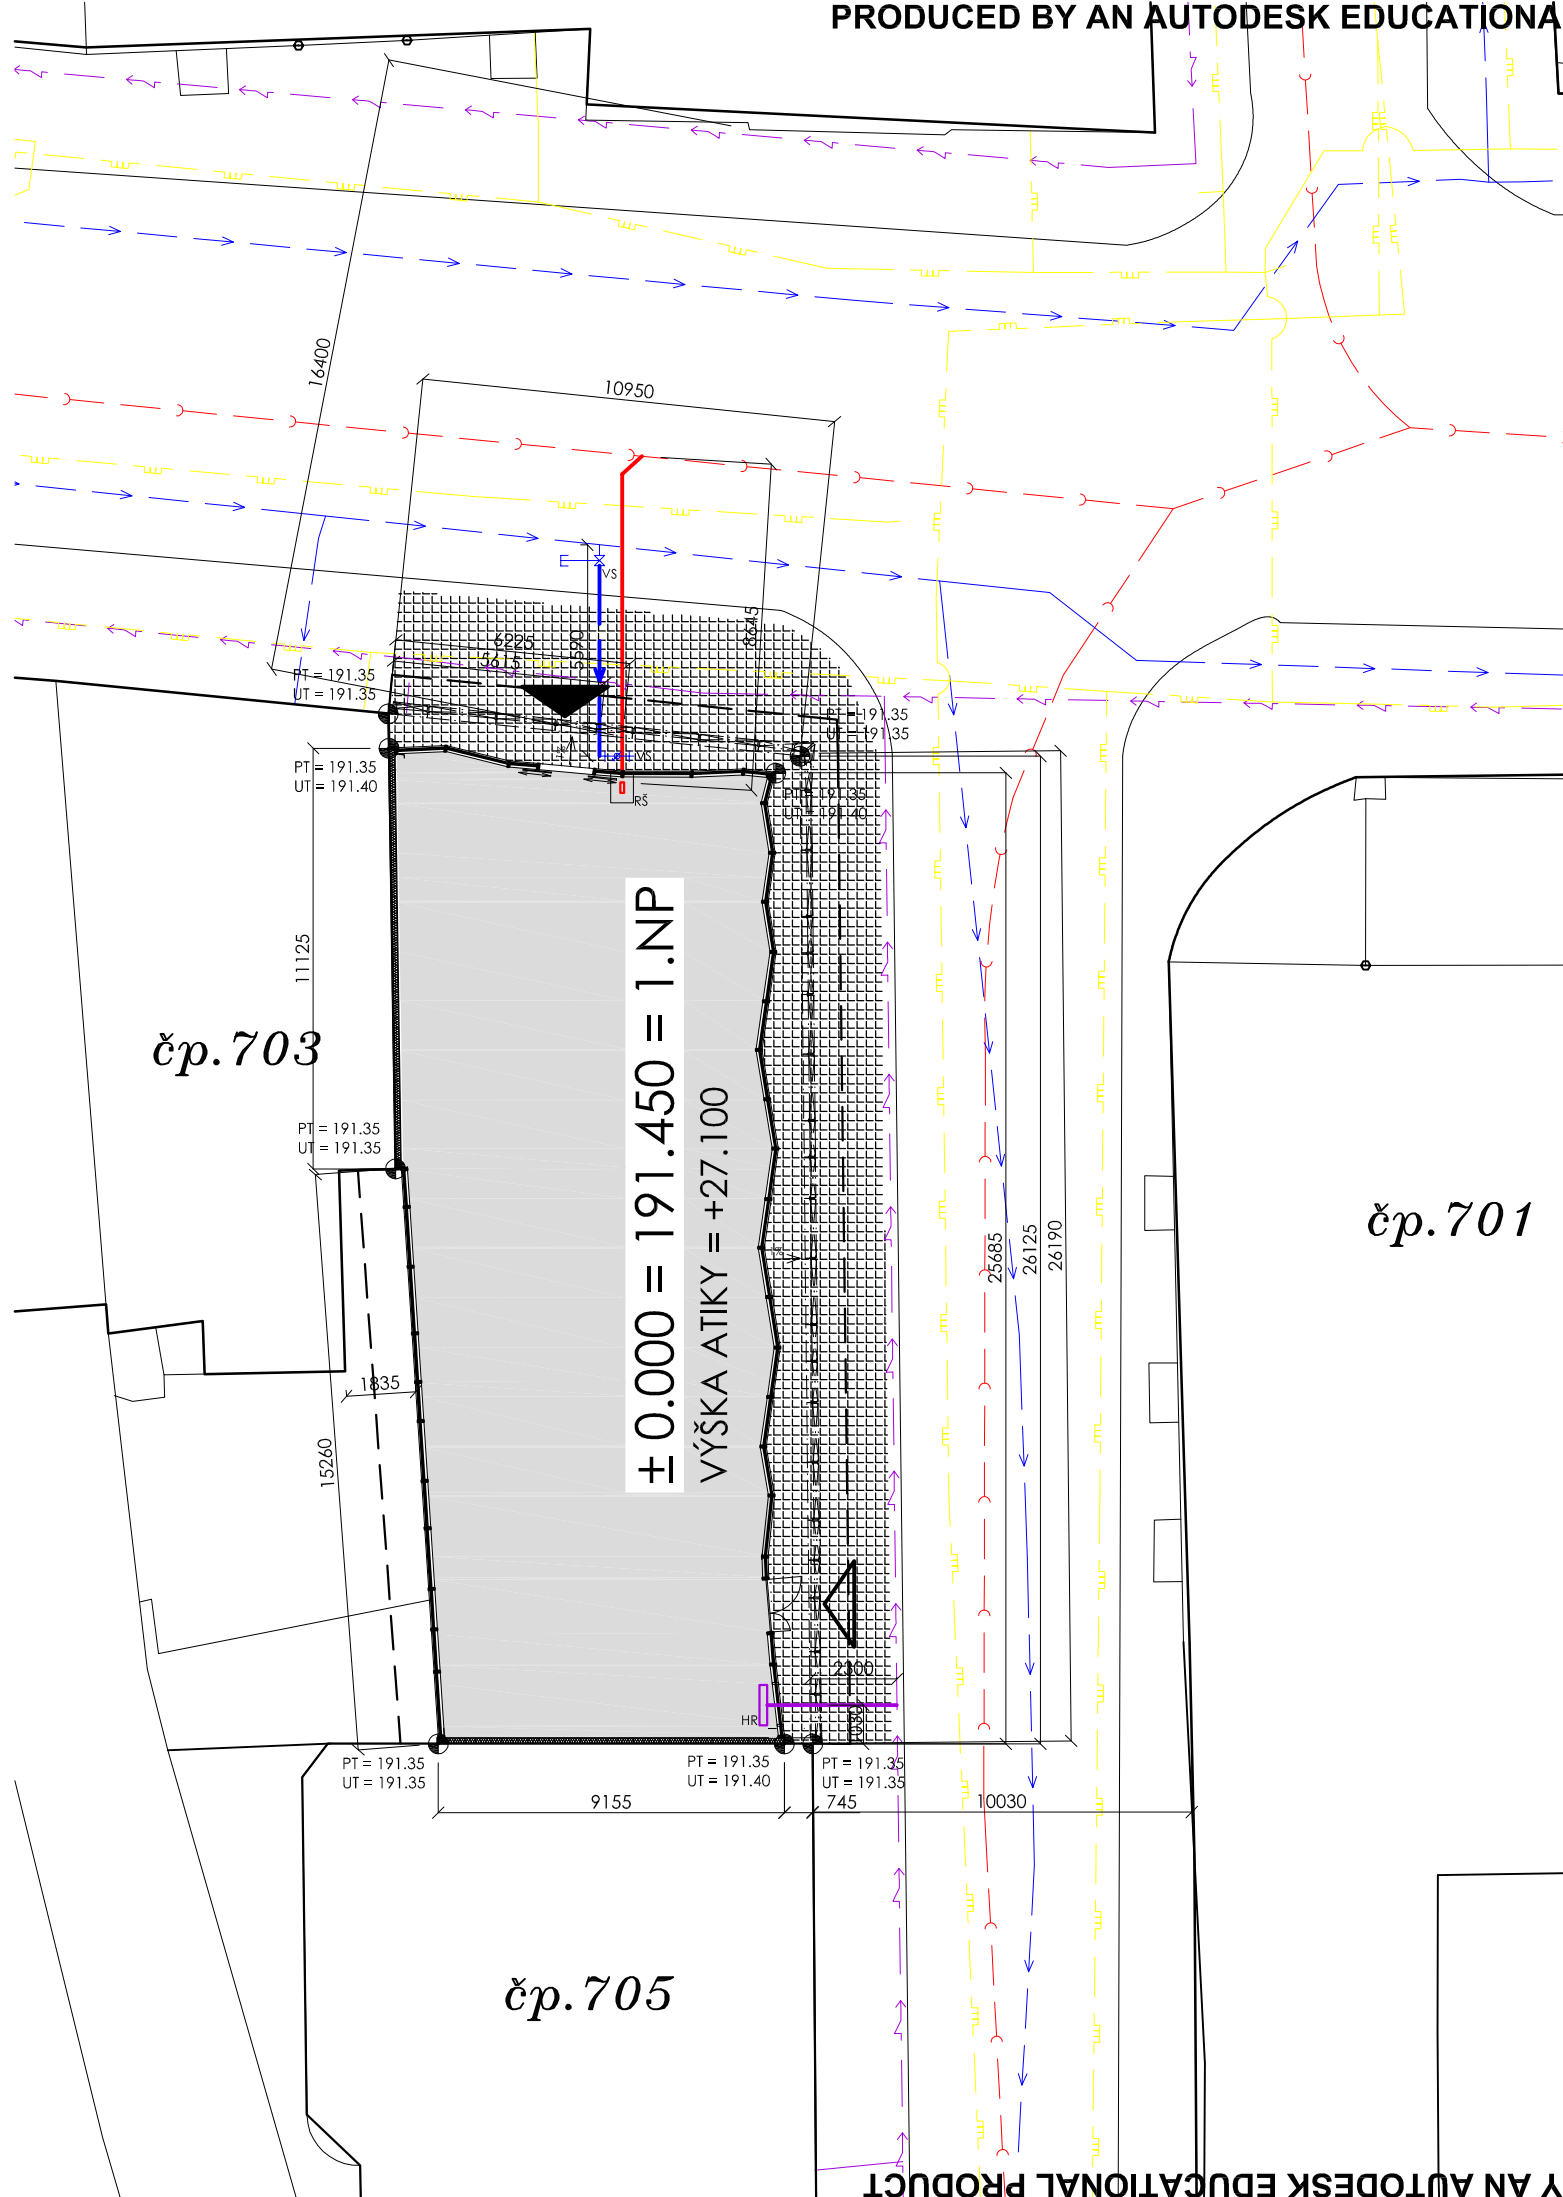 PRODUCED BY AN AUTODESK EDUCATIONA
16400
10950
VS
8645
6225
5615
5590
PT = 191.35
UT = 191.35
PT = 191.35
UT = 191.35
PT = 191.35
UT = 191.40
VŠ
RŠ
PT = 191.35
UT = 191.40
11125
čp.703
± 0.000 = 191.450 = 1.NP
VÝŠKA ATIKY = +27.100
PT = 191.35
UT = 191.35
čp.701
25685
26125
26190
1%
1835
15260
2300
1030
HR
PT = 191.35
UT = 191.35
PT = 191.35
UT = 191.40
PT = 191.35
UT = 191.35
9155
745
10030
čp.705
Y AN AUTODESK EDUCATIONAL PRODUCT